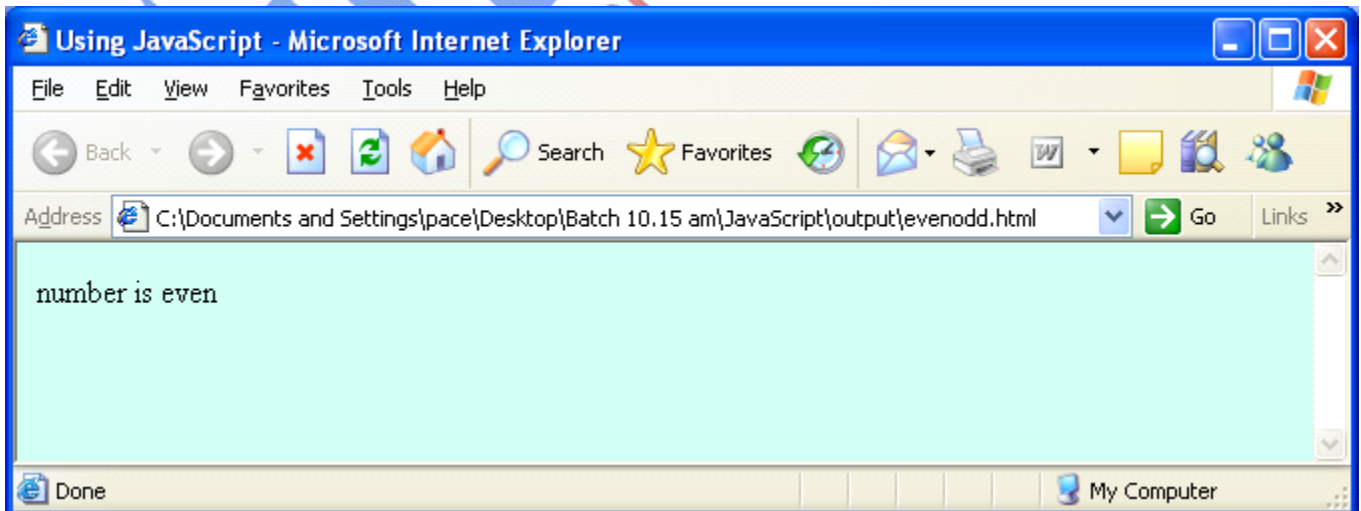 Using JavaScript - Microsoft Internet Explorer
File Edit View Favorites Tools Help
Back Search Favorites W
Address C:\Documents and Settings\pace\Desktop\Batch 10.15 am\JavaScript\output\evenodd.html Go Links »
number is even
Done My Computer